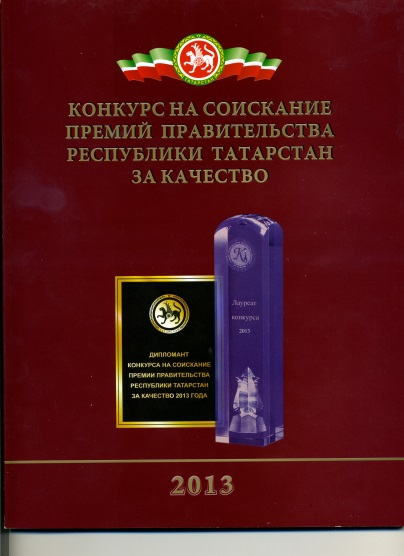 КОНКУРС НА СОИСКАНИЕ
ПРЕМИЙ ПРАВИТЕЛЬСТВА
РЕСПУБЛИКИ ТАТАРСТАН
ЗА КАЧЕСТВО
Лауреат
конкурса
2013
ДИПЛОМАНТ
КОНКУРСА НА СОИСКАНИЕ
ПРЕМИИ ПРАВИТЕЛЬСТВА
РЕСПУБЛИКИ ТАТАРСТАН
ЗА КАЧЕСТВО 2013 ГОДА
2013